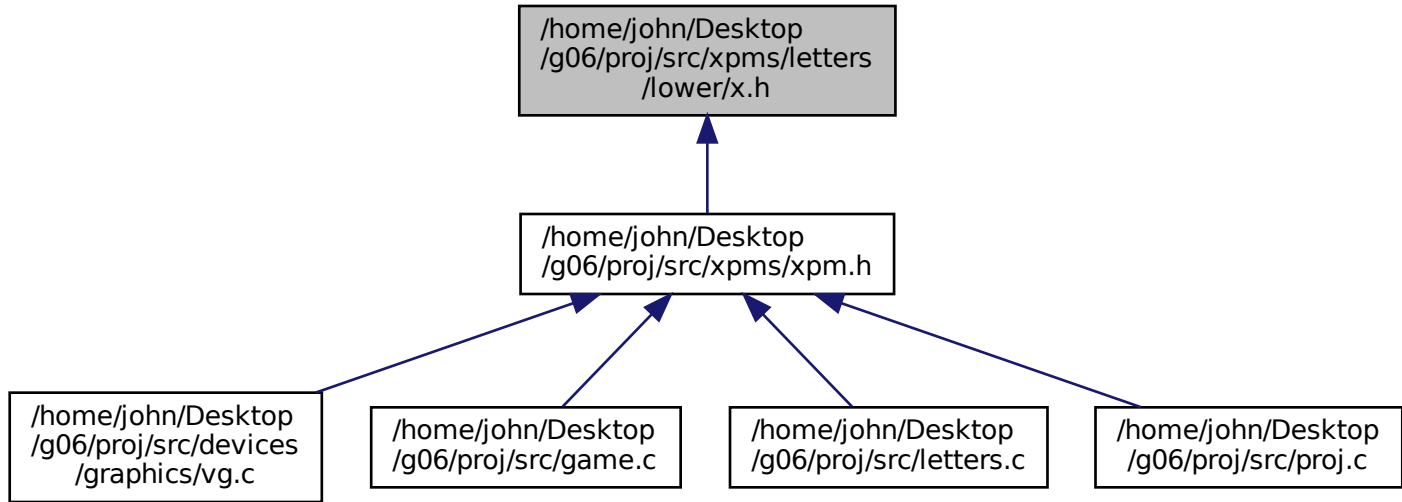 /home/john/Desktop
/g06/proj/src/xpms/letters
/lower/x.h
/home/john/Desktop
/g06/proj/src/xpms/xpm.h
/home/john/Desktop
/g06/proj/src/devices
/graphics/vg.c
/home/john/Desktop
/g06/proj/src/game.c
/home/john/Desktop
/g06/proj/src/letters.c
/home/john/Desktop
/g06/proj/src/proj.c